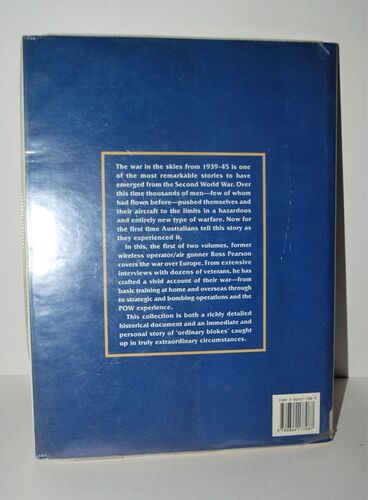 The war in the skies from 1939-45 is one
of the most remarkable stories to have
emerged from the Second World War. Over
this time thousands of men—few of whom
had flown before—pushed themselves and
their aircraft to the limits in a hazardous
and entirely new type of warfare. Now for
the first time Australians tell this story as
they experienced it.
In this, the first of two volumes, former
wireless operator/air gunner Ross Pearson
covers the war over Europe. From extensive
interviews with dozens of veterans, he has
crafted a vivid account of their war—from
basic training at home and overseas through
to strategic and bombing operations and the
POW experience.
This collection is both a richly detailed
historical document and an immediate and
personal story of 'ordinary blokes' caught
up in truly extraordinary circumstances.